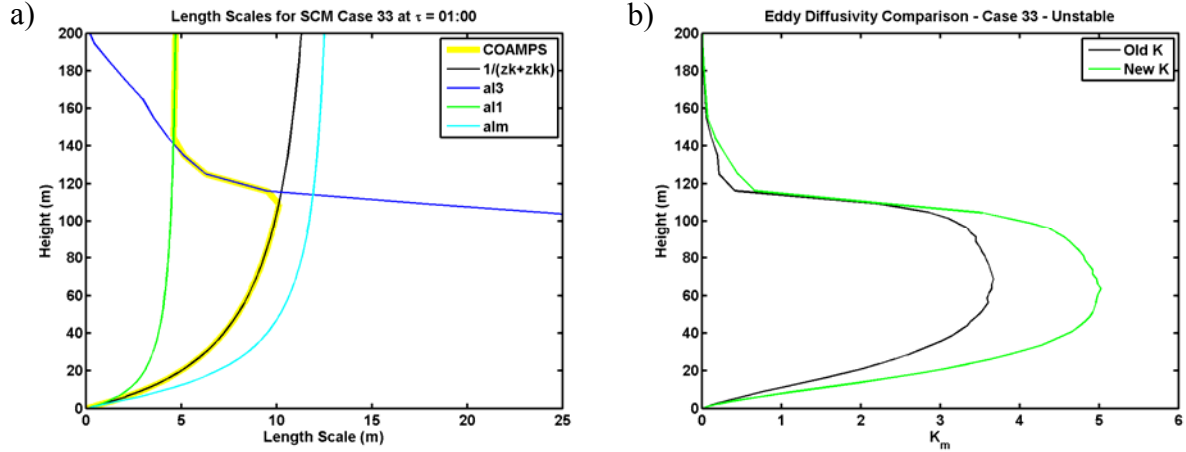 a)
Length Scales for SCM Case 33 at τ = 01:00
200
180
160
140
120
100
80
60
40
20
0
Height (m)
COAMPS
1/(zk+zkk)
al3
al1
alm
0 5 10 15 20 25
Length Scale (m)
b)
Eddy Diffusivity Comparison - Case 33 - Unstable
200
180
160
140
120
100
80
60
40
20
0
Height (m)
Old K
New K
0 1 2 3 4 5 6
Km